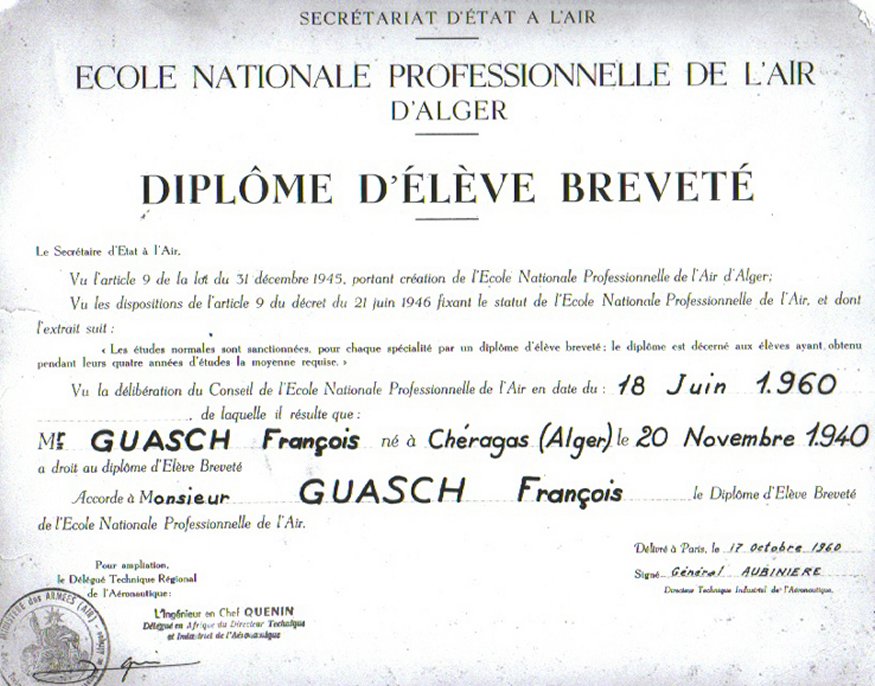 SECRÉTARIAT D'ÉTAT A L'AIR
ECOLE NATIONALE PROFESSIONNELLE DE L'AIR
D'ALGER
DIPLÔME D'ÉLÈVE BREVETÉ
Le Secrétaire d'Etat à l'Air,
Vu l'article 9 de la loi du 31 décembre 1945, portant création de l'Ecole Nationale Professionnelle de l'Air d'Alger;
Vu les dispositions de l'article 9 du décret du 21 juin 1946 fixant le statut de l'Ecole Nationale Professionnelle de l'Air, et dont
l'extrait suit :
« Les études normales sont sanctionnées, pour chaque spécialité par un diplôme d'élève breveté; le diplôme est décerné aux élèves ayant obtenu
pendant leurs quatre années d'études la moyenne requise. »
Vu la délibération du Conseil de l'Ecole Nationale Professionnelle de l'Air en date du : 18 Juin 1.960
de laquelle il résulte que :
Mr GUASCH François né à Chéragas (Alger) le 20 Novembre 1.940
a droit au diplôme d'Elève Breveté
Accorde à Monsieur GUASCH François le Diplôme d'Elève Breveté
de l'Ecole Nationale Professionnelle de l'Air.
Délivré à Paris, le 17 Octobre 1960
Signé Général AUBINIERE
Directeur Technique Industriel de l'Aéronautique.
Pour ampliation,
le Délégué Technique Régional
de l'Aéronautique:
L'Ingénieur en Chef QUENIN
Délégué en Afrique du Directeur Technique
et Industriel de l'Aéronautique
MINISTÈRE des ARMÉES (AIR)